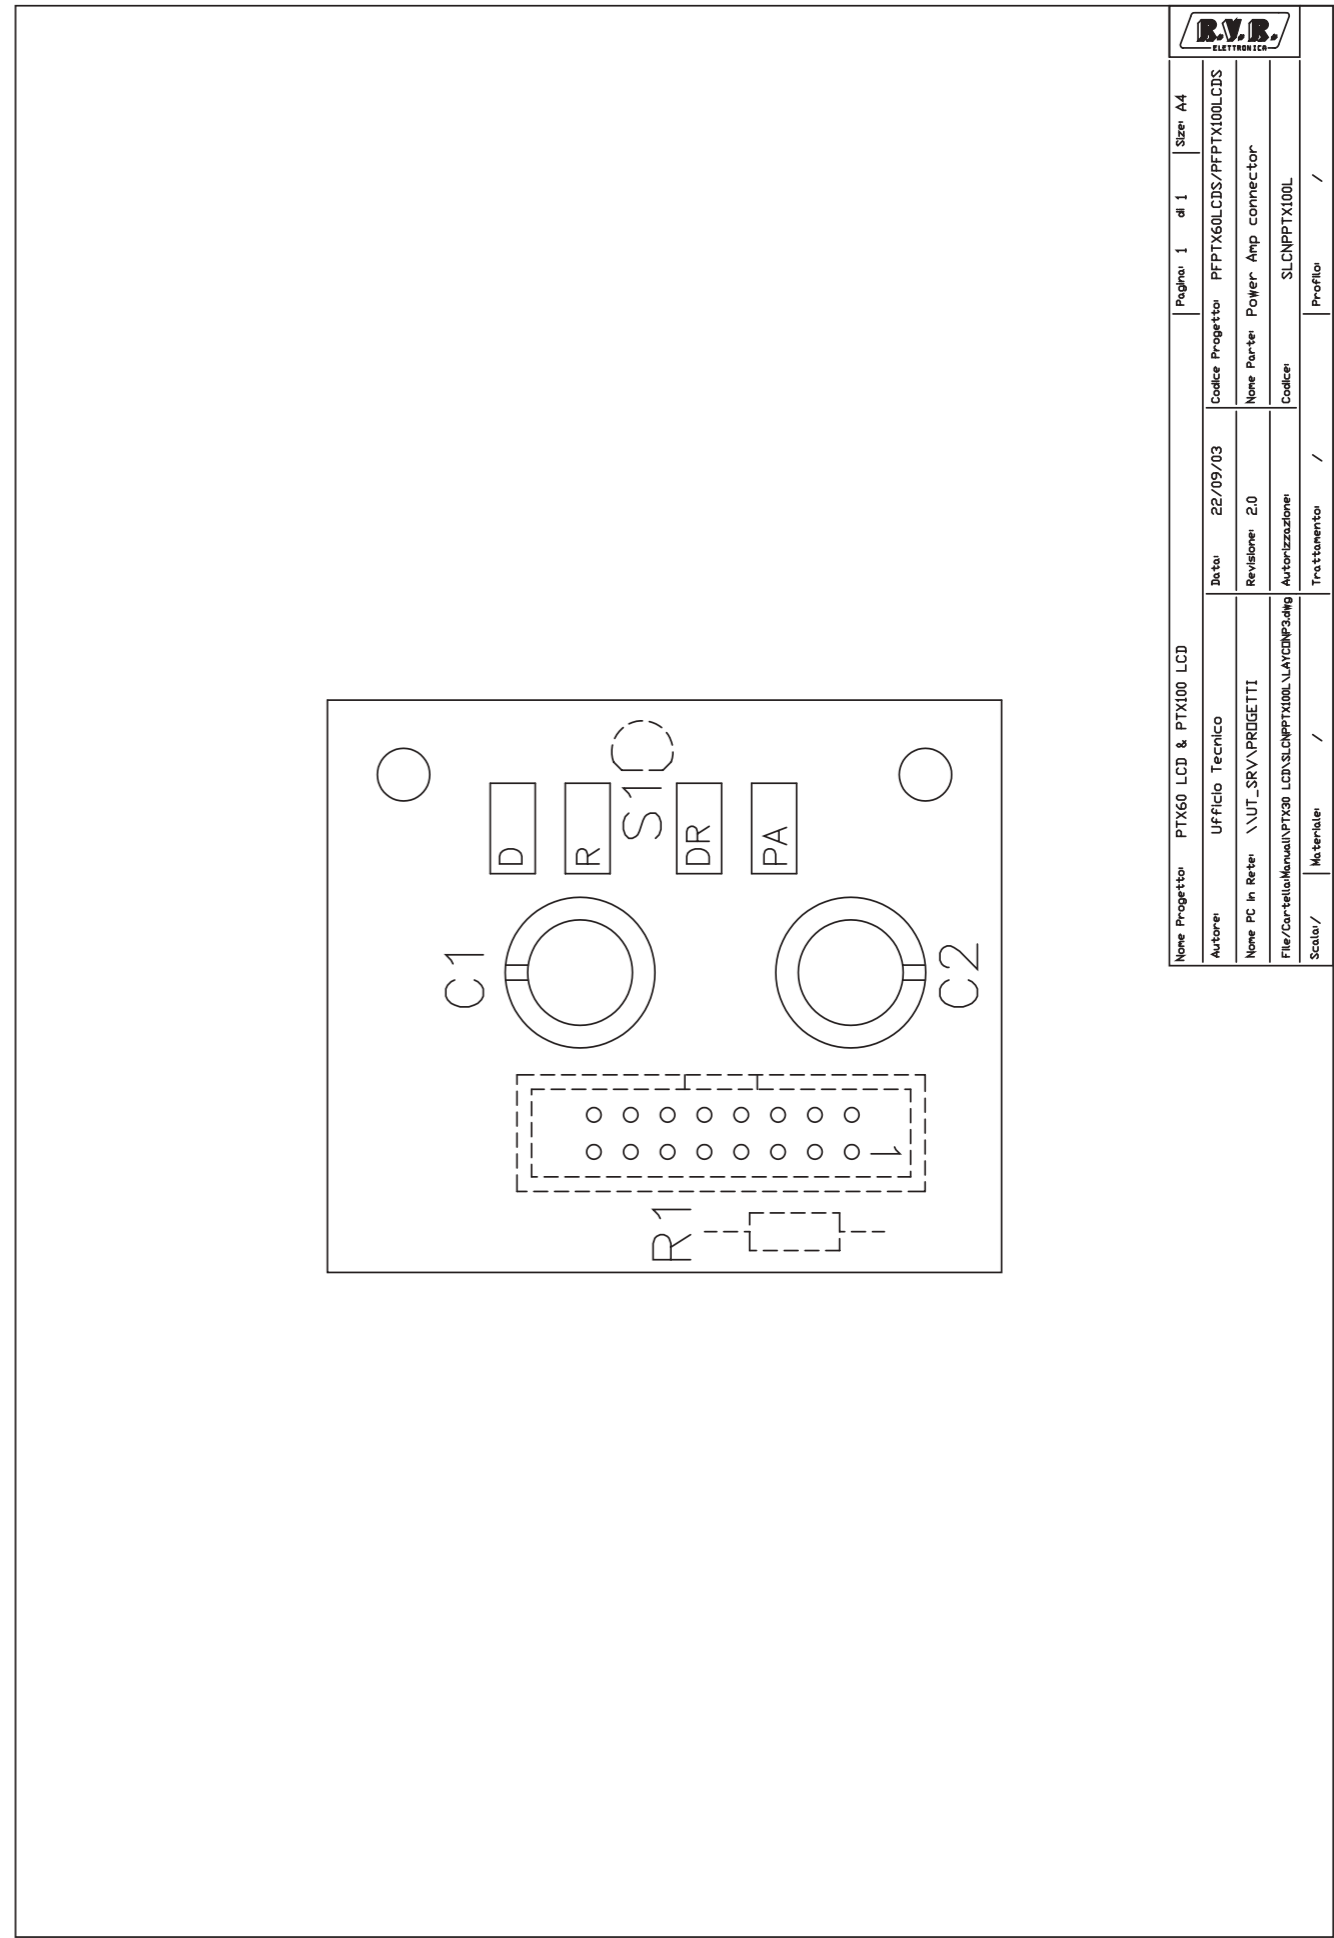 R.V.R.
ELETTRONICA
Nome Progetto: PTX60 LCD & PTX100 LCD
Pagina: 1 di 1
Size: A4
Autore: Ufficio Tecnico
Data: 22/09/03
Codice Progetto: PFPTX60LCDS/PFPTX100LCDS
Nome PC in Rete: \\UT_SRV\PROGETTI
Revisione: 2.0
Nome Parte: Power Amp connector
File/Cartella:Manuali\PTX30 LCD\SLCNPPTX100L\LAYCONP3.dwg
Autorizzazione:
Codice: SLCNPPTX100L
Scala:/
Materiale: /
Trattamento: /
Profilo: /
D
R
S1
DR
PA
C1
C2
1
R1